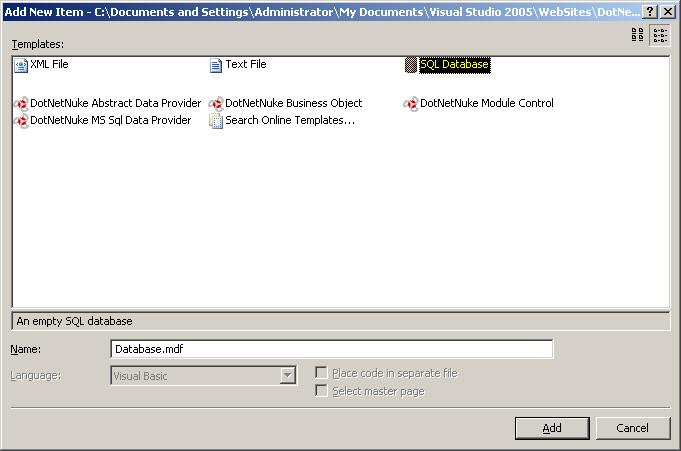 Add New Item - C:\Documents and Settings\Administrator\My Documents\Visual Studio 2005\WebSites\DotNe...
Templates:
XML File Text File SQL Database
DotNetNuke Abstract Data Provider DotNetNuke Business Object DotNetNuke Module Control
DotNetNuke MS Sql Data Provider Search Online Templates...
An empty SQL database
Name: Database.mdf
Language: Visual Basic Place code in separate file
Select master page
Add Cancel